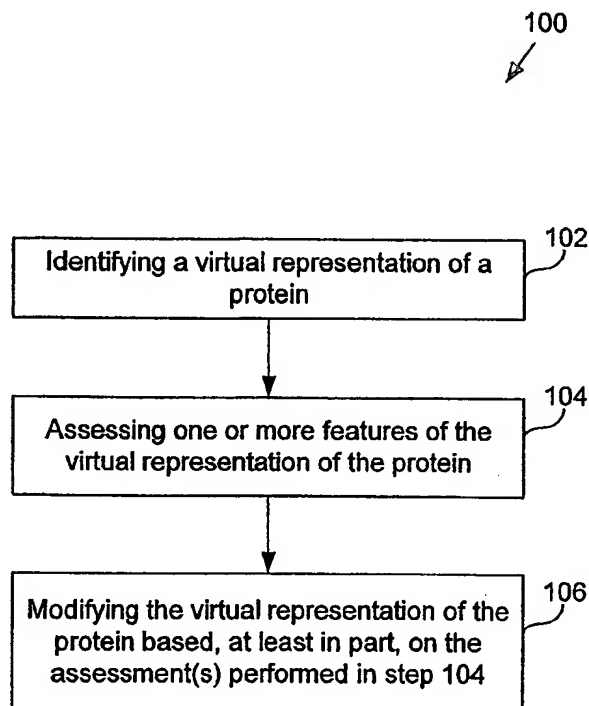 100
102
Identifying a virtual representation of a
protein
104
Assessing one or more features of the
virtual representation of the protein
106
Modifying the virtual representation of the
protein based, at least in part, on the
assessment(s) performed in step 104